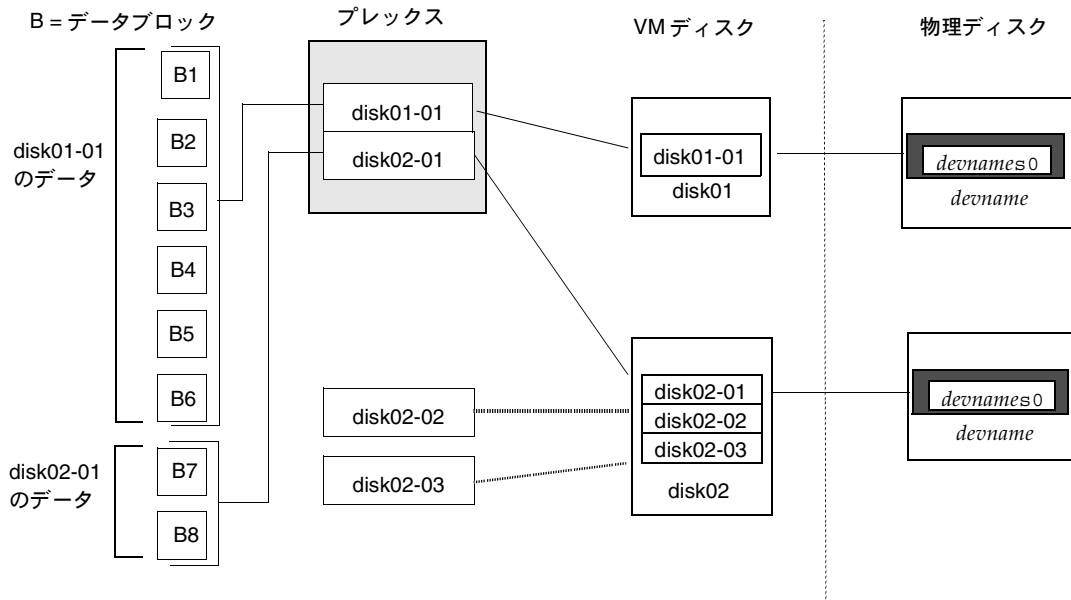 B = データブロック
プレックス
VM ディスク
物理ディスク
B1
B2
B3
B4
B5
B6
B7
B8
disk01-01
のデータ
disk02-01
のデータ
disk01-01
disk02-01
disk02-02
disk02-03
disk01-01
disk01
disk02-01
disk02-02
disk02-03
disk02
devnames0
devname
devnames0
devname